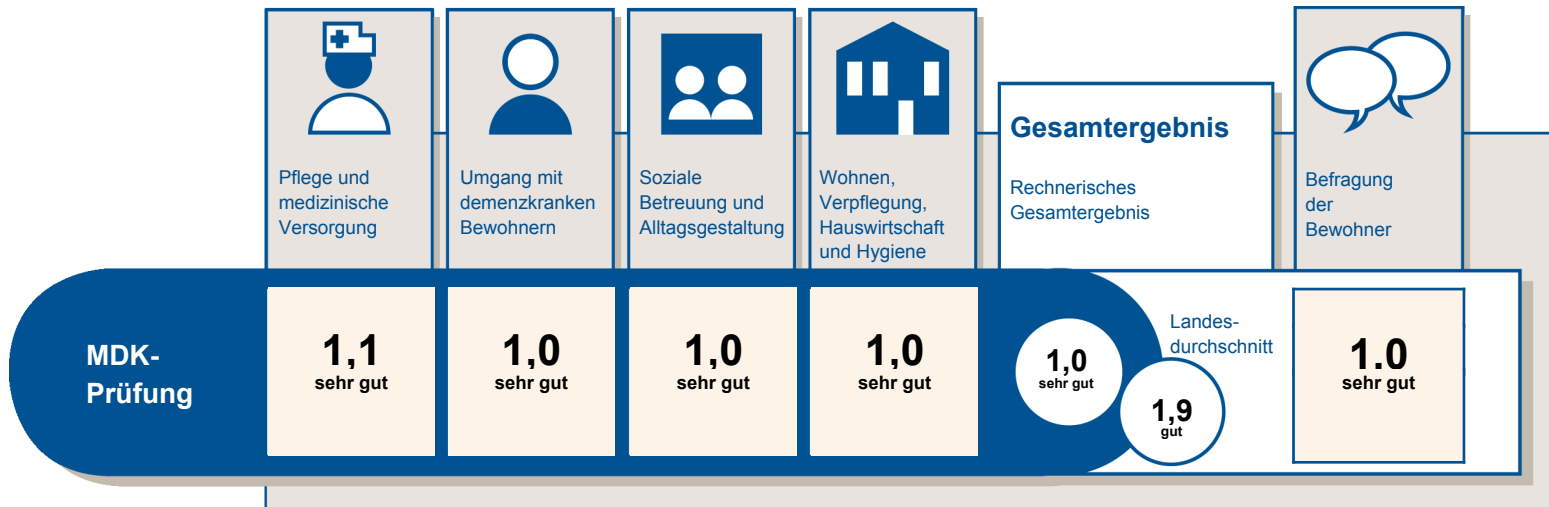 Pflege und
medizinische
Versorgung
Umgang mit
demenzkranken
Bewohnern
Soziale
Betreuung und
Alltagsgestaltung
Wohnen,
Verpflegung,
Hauswirtschaft
und Hygiene
Gesamtergebnis
Rechnerisches
Gesamtergebnis
Befragung
der
Bewohner
MDK-
Prüfung
1,1
sehr gut
1,0
sehr gut
1,0
sehr gut
1,0
sehr gut
1,0
sehr gut
Landes-
durchschnitt
1,9
gut
1.0
sehr gut